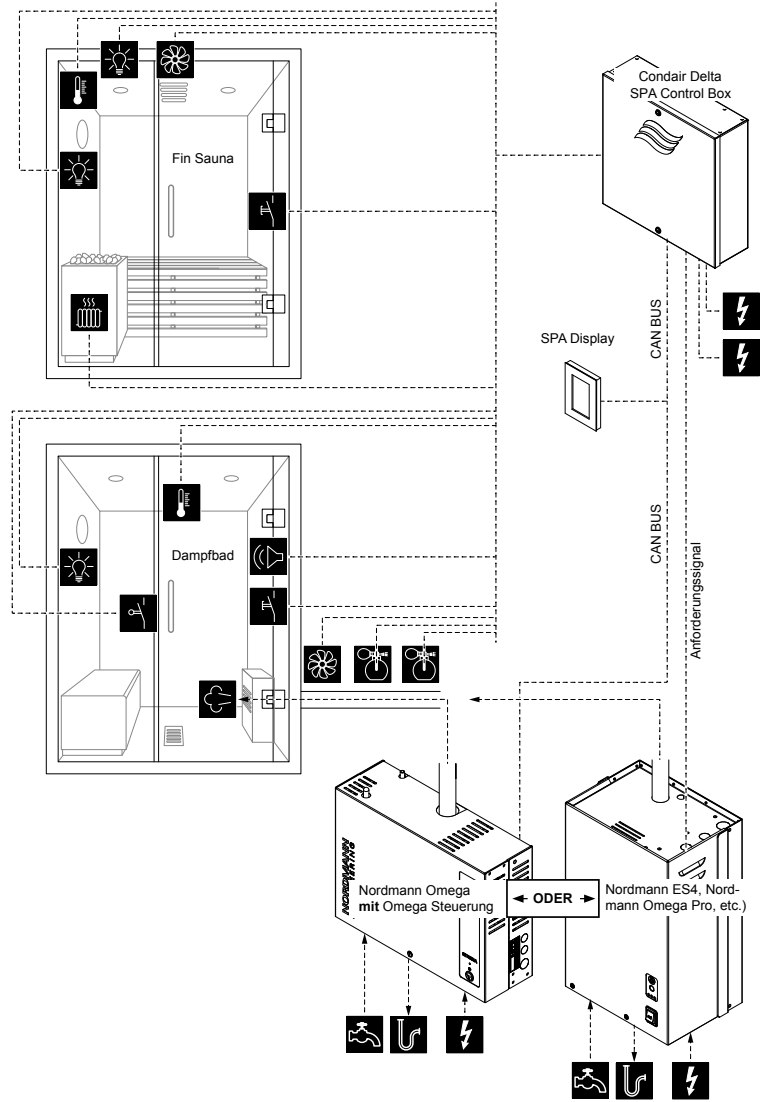 Condair Delta
SPA Control Box
Fin Sauna
SPA Display
CAN BUS
CAN BUS
Anforderungssignal
Dampfbad
NORDMANN
Nordmann Omega
mit Omega Steuerung
ODER
Nordmann ES4, Nord-
mann Omega Pro, etc.)